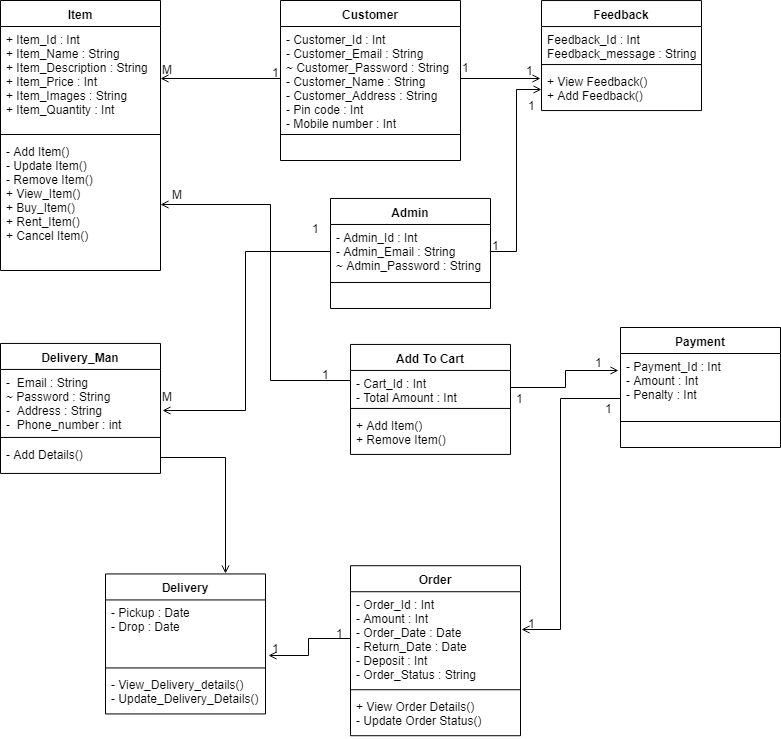 Item
+ Item_Id : Int
+ Item_Name : String
+ Item_Description : String
+ Item_Price : Int
+ Item_Images : String
+ Item_Quantity : Int
- Add Item()
- Update Item()
- Remove Item()
+ View_Item()
+ Buy_Item()
+ Rent_Item()
+ Cancel Item()
M
1
Customer
- Customer_Id : Int
- Customer_Email : String
~ Customer_Password : String
- Customer_Name : String
- Customer_Address : String
- Pin code : Int
- Mobile number : Int
1
1
Feedback
Feedback_Id : Int
Feedback_message : String
+ View Feedback()
+ Add Feedback()
1
M
1
Admin
- Admin_Id : Int
- Admin_Email : String
~ Admin_Password : String
1
Delivery_Man
- Email : String
~ Password : String
- Address : String
- Phone_number : int
- Add Details()
M
1
Add To Cart
- Cart_Id : Int
- Total Amount : Int
+ Add Item()
+ Remove Item()
1
1
Payment
- Payment_Id : Int
- Amount : Int
- Penalty : Int
1
Delivery
- Pickup : Date
- Drop : Date
- View_Delivery_details()
- Update_Delivery_Details()
1
1
Order
- Order_Id : Int
- Amount : Int
- Order_Date : Date
- Return_Date : Date
- Deposit : Int
- Order_Status : String
+ View Order Details()
- Update Order Status()
1